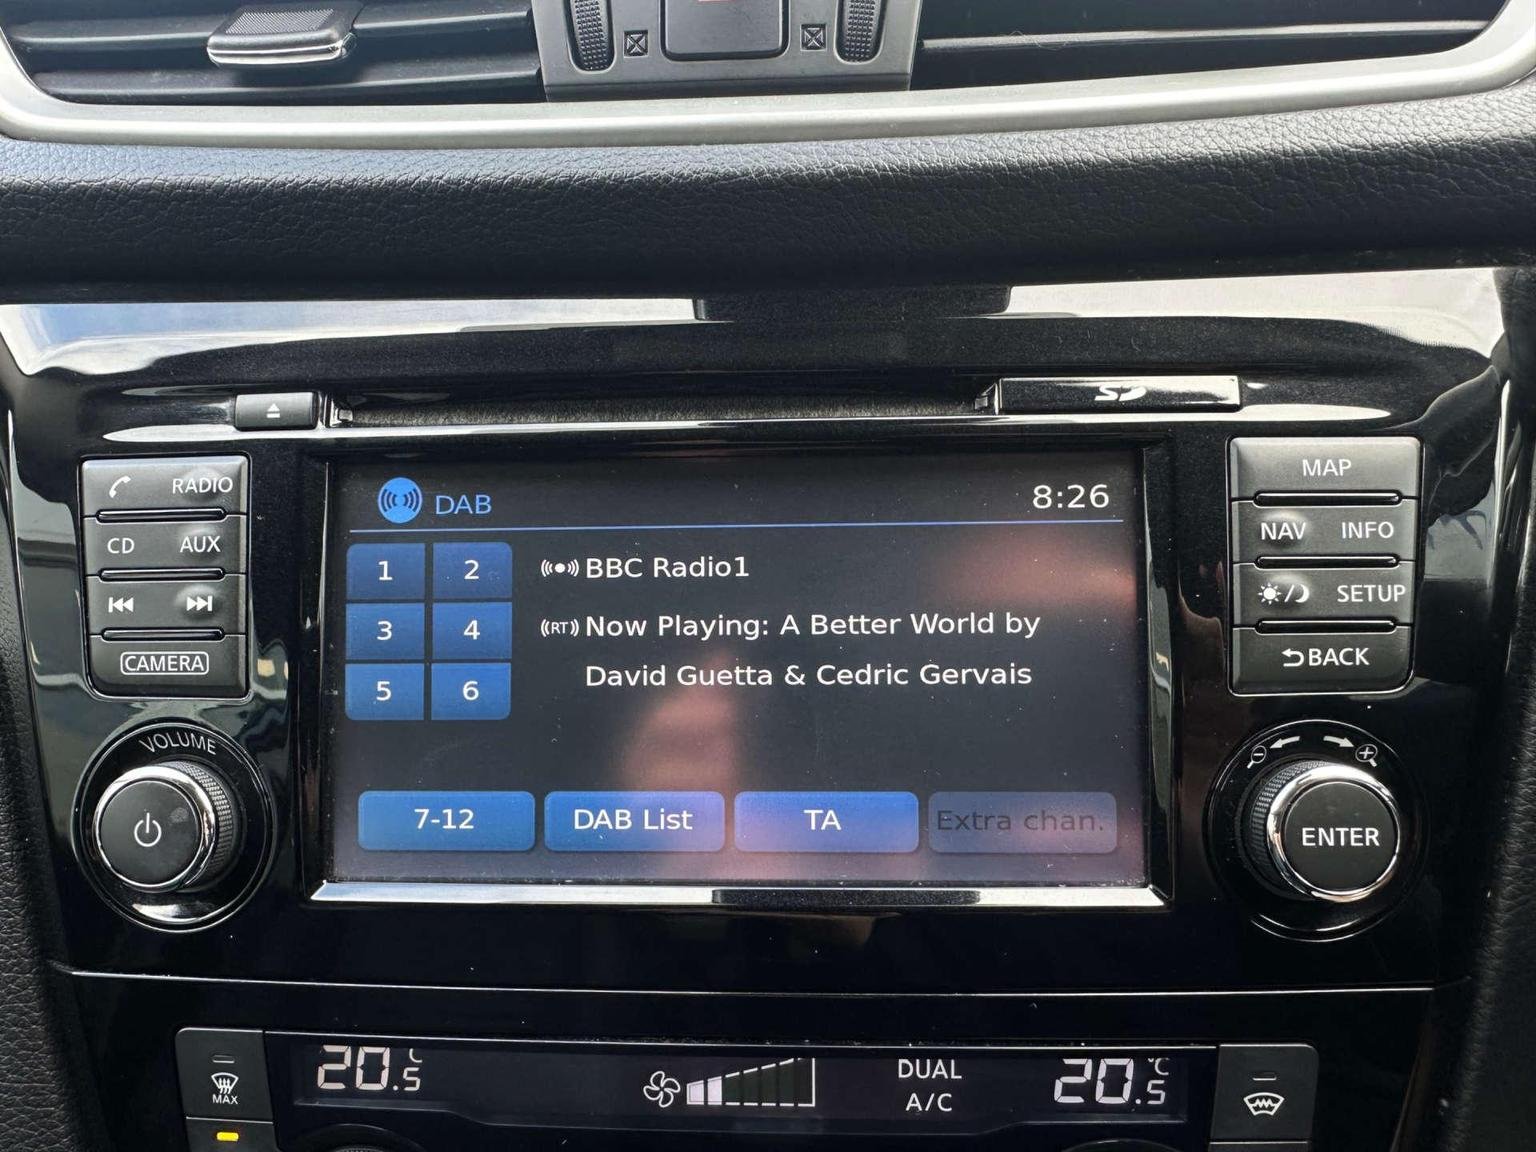 SD
MAP
RADIO
DAB
8:26
CD AUX
1 2
BBC Radio1
NAV INFO
3 4
RT Now Playing: A Better World by
SETUP
CAMERA
David Guetta & Cedric Gervais
BACK
5 6
VOLUME
7-12 DAB List TA Extra chan.
ENTER
20.5 °C
DUAL
20.5 °C
MAX
A/C